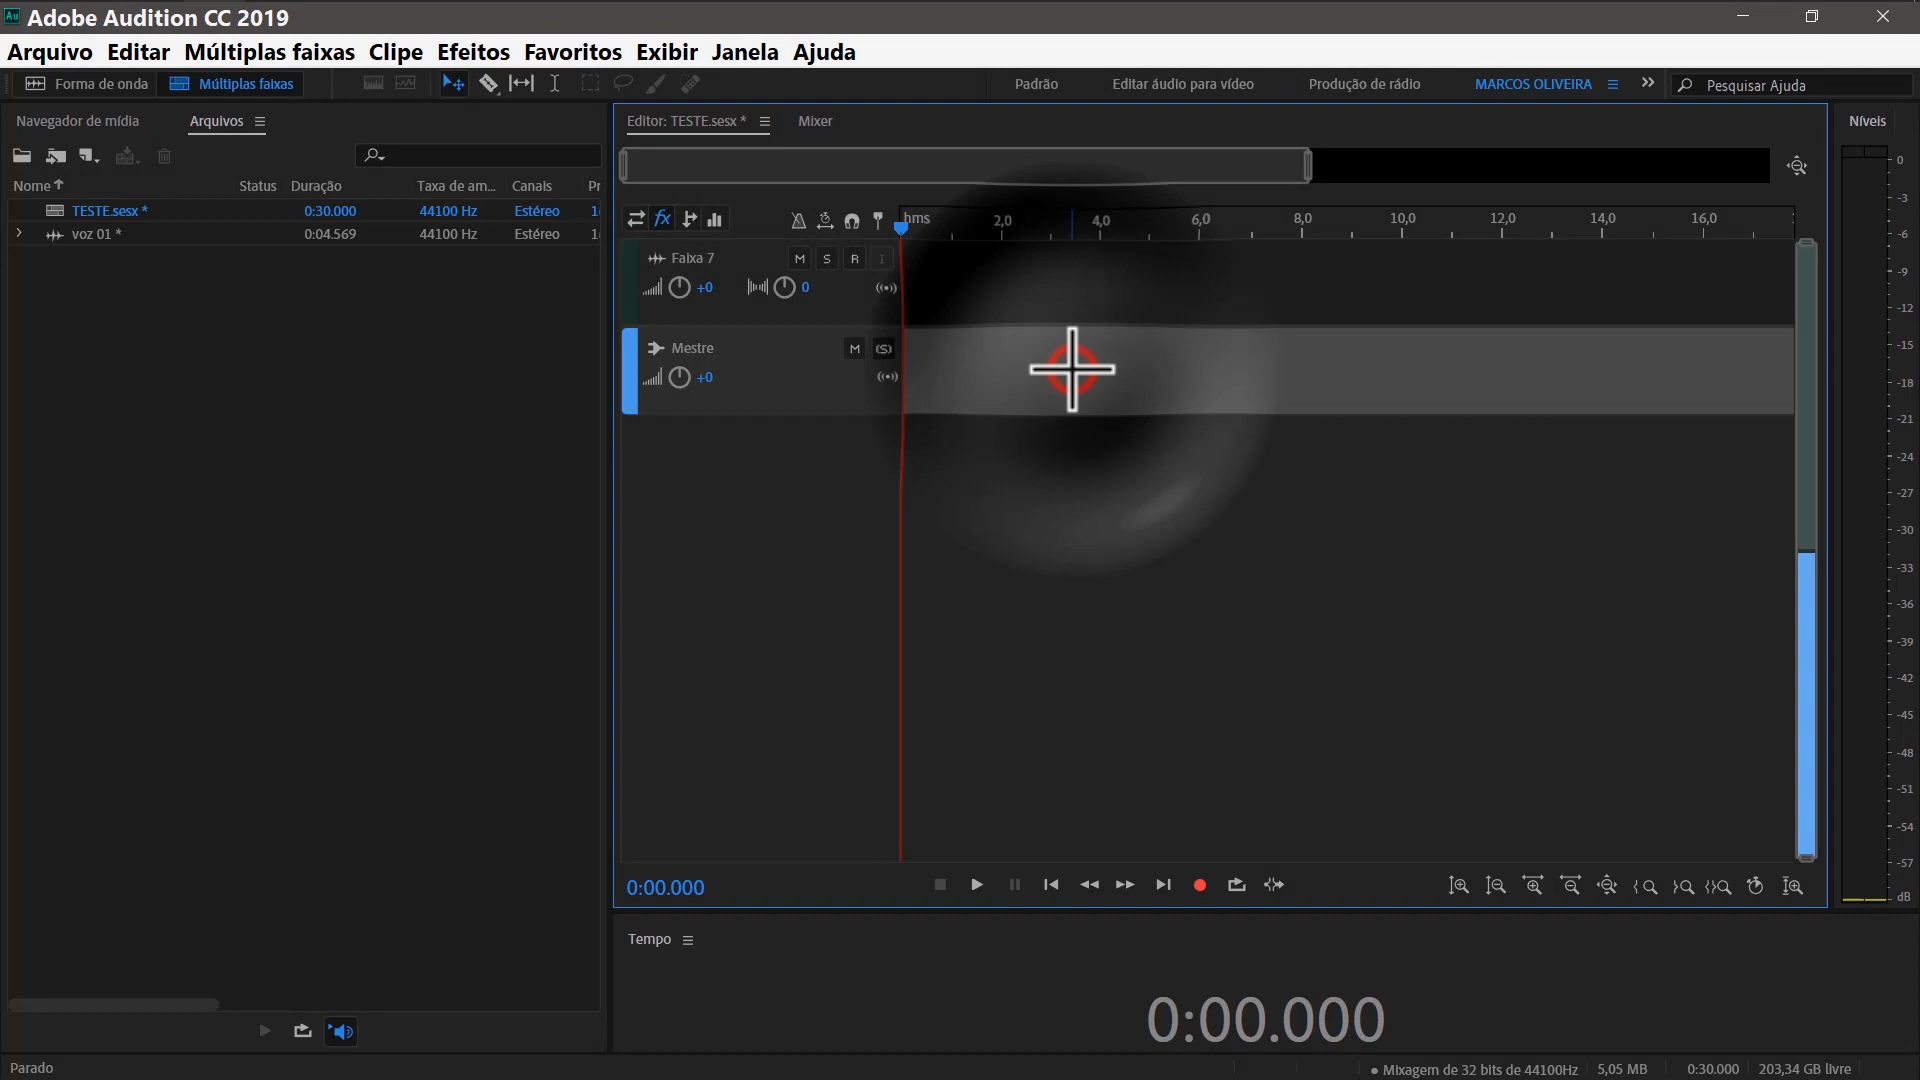 Au Adobe Audition CC 2019
Arquivo Editar Múltiplas faixas Clipe Efeitos Favoritos Exibir Janela Ajuda
Forma de onda Múltiplas faixas Padrão Editar áudio para vídeo Produção de rádio MARCOS OLIVEIRA Pesquisar Ajuda
Navegador de mídia Arquivos
Editor: TESTE.sesx * Mixer
Níveis
Nome Status Duração Taxa de am... Canais
TESTE.sesx * 0:30.000 44100 Hz Estéreo
voz 01 * 0:04.569 44100 Hz Estéreo
fx hms 2,0 4,0 6,0 8,0 10,0 12,0 14,0 16,0
Faixa 7 M S R I
+0 0
Mestre M (S)
+0
0:00.000
0
-3
-6
-9
-12
-15
-18
-21
-24
-27
-30
-33
-36
-39
-42
-45
-48
-51
-54
-57
dB
Tempo
0:00.000
Parado
Mixagem de 32 bits de 44100Hz 5,05 MB 0:30.000 203,34 GB livre